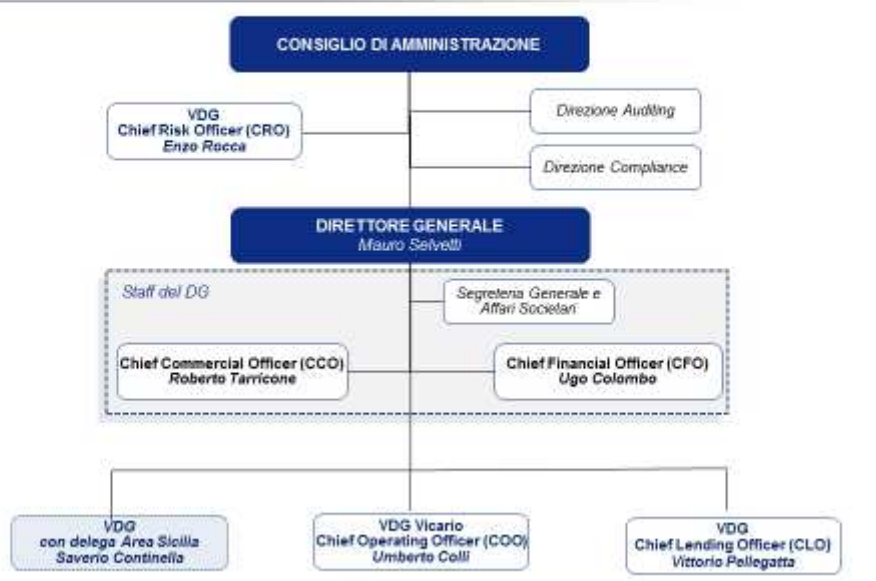 CONSIGLIO DI AMMINISTRAZIONE
VDG
Chief Risk Officer (CRO)
Enzo Rocca
Direzione Auditing
Direzione Compliance
DIRETTORE GENERALE
Mauro Selvetti
Staff del DG
Segreteria Generale e
Affari Societari
Chief Commercial Officer (CCO)
Roberto Tarricone
Chief Financial Officer (CFO)
Ugo Colombo
VDG
con delega Area Sicilia
Saverio Continella
VDG Vicario
Chief Operating Officer (COO)
Umberto Colli
VDG
Chief Lending Officer (CLO)
Vittorio Pellegatta